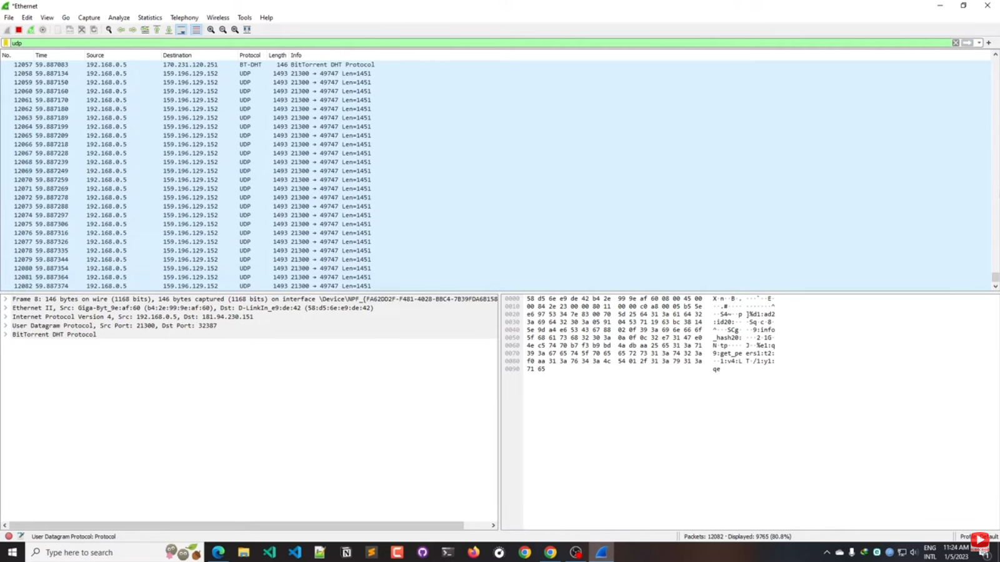 *Ethernet
File Edit View Go Capture Analyze Statistics Telephony Wireless Tools Help
udp
No. Time Source Destination Protocol Length Info
12057 59.887083 192.168.0.5 170.231.120.251 BT-DHT 146 BitTorrent DHT Protocol
12058 59.887134 192.168.0.5 159.196.129.152 UDP 1493 21300 → 49747 Len=1451
12059 59.887150 192.168.0.5 159.196.129.152 UDP 1493 21300 → 49747 Len=1451
12060 59.887160 192.168.0.5 159.196.129.152 UDP 1493 21300 → 49747 Len=1451
12061 59.887170 192.168.0.5 159.196.129.152 UDP 1493 21300 → 49747 Len=1451
12062 59.887180 192.168.0.5 159.196.129.152 UDP 1493 21300 → 49747 Len=1451
12063 59.887189 192.168.0.5 159.196.129.152 UDP 1493 21300 → 49747 Len=1451
12064 59.887199 192.168.0.5 159.196.129.152 UDP 1493 21300 → 49747 Len=1451
12065 59.887209 192.168.0.5 159.196.129.152 UDP 1493 21300 → 49747 Len=1451
12066 59.887218 192.168.0.5 159.196.129.152 UDP 1493 21300 → 49747 Len=1451
12067 59.887228 192.168.0.5 159.196.129.152 UDP 1493 21300 → 49747 Len=1451
12068 59.887239 192.168.0.5 159.196.129.152 UDP 1493 21300 → 49747 Len=1451
12069 59.887249 192.168.0.5 159.196.129.152 UDP 1493 21300 → 49747 Len=1451
12070 59.887259 192.168.0.5 159.196.129.152 UDP 1493 21300 → 49747 Len=1451
12071 59.887269 192.168.0.5 159.196.129.152 UDP 1493 21300 → 49747 Len=1451
12072 59.887278 192.168.0.5 159.196.129.152 UDP 1493 21300 → 49747 Len=1451
12073 59.887288 192.168.0.5 159.196.129.152 UDP 1493 21300 → 49747 Len=1451
12074 59.887297 192.168.0.5 159.196.129.152 UDP 1493 21300 → 49747 Len=1451
12075 59.887306 192.168.0.5 159.196.129.152 UDP 1493 21300 → 49747 Len=1451
12076 59.887316 192.168.0.5 159.196.129.152 UDP 1493 21300 → 49747 Len=1451
12077 59.887326 192.168.0.5 159.196.129.152 UDP 1493 21300 → 49747 Len=1451
12078 59.887335 192.168.0.5 159.196.129.152 UDP 1493 21300 → 49747 Len=1451
12079 59.887344 192.168.0.5 159.196.129.152 UDP 1493 21300 → 49747 Len=1451
12080 59.887354 192.168.0.5 159.196.129.152 UDP 1493 21300 → 49747 Len=1451
12081 59.887364 192.168.0.5 159.196.129.152 UDP 1493 21300 → 49747 Len=1451
12082 59.887374 192.168.0.5 159.196.129.152 UDP 1493 21300 → 49747 Len=1451
Frame 8: 146 bytes on wire (1168 bits), 146 bytes captured (1168 bits) on interface \Device\NPF_{FA62DD2F-F481-4028-BBC4-7B39FDA6B158
Ethernet II, Src: Giga-Byt_9e:af:60 (b4:2e:99:9e:af:60), Dst: D-LinkIn_e9:de:42 (58:d5:6e:e9:de:42)
Internet Protocol Version 4, Src: 192.168.0.5, Dst: 181.94.230.151
User Datagram Protocol, Src Port: 21300, Dst Port: 32387
BitTorrent DHT Protocol
0000 58 d5 6e e9 de 42 b4 2e 99 9e af 60 08 00 45 00 X·n··B·. ···`··E·
0010 00 84 2e 23 00 00 80 11 00 00 c0 a8 00 05 b5 5e ··.#···· ·······^
0020 e6 97 53 34 7e 83 00 70 5d 25 64 31 3a 61 64 32 ··S4~··p ]%d1:ad2
0030 3a 69 64 32 30 3a 05 91 04 53 71 19 63 bc 38 14 :id20:·· ·Sq·c·8·
0040 5e 9d a4 e6 53 43 67 88 02 0f 39 3a 69 6e 66 6f ^···SCg· ··9:info
0050 5f 68 61 73 68 32 30 3a 0a 0f 0c 32 e7 31 47 e0 _hash20: ···2·1G·
0060 4e c5 74 70 b7 f3 b9 bd 4a db aa 25 65 31 3a 71 N·tp···· J··%e1:q
0070 39 3a 67 65 74 5f 70 65 65 72 73 31 3a 74 32 3a 9:get_pe ers1:t2:
0080 f0 aa 31 3a 76 34 3a 4c 54 01 2f 31 3a 79 31 3a ··1:v4:L T·/1:y1:
0090 71 65 qe
User Datagram Protocol: Protocol
Packets: 12082 · Displayed: 9765 (80.8%)
Default
Type here to search
ENG
INTL
11:24 AM
1/5/2023
SUBSCRIBE